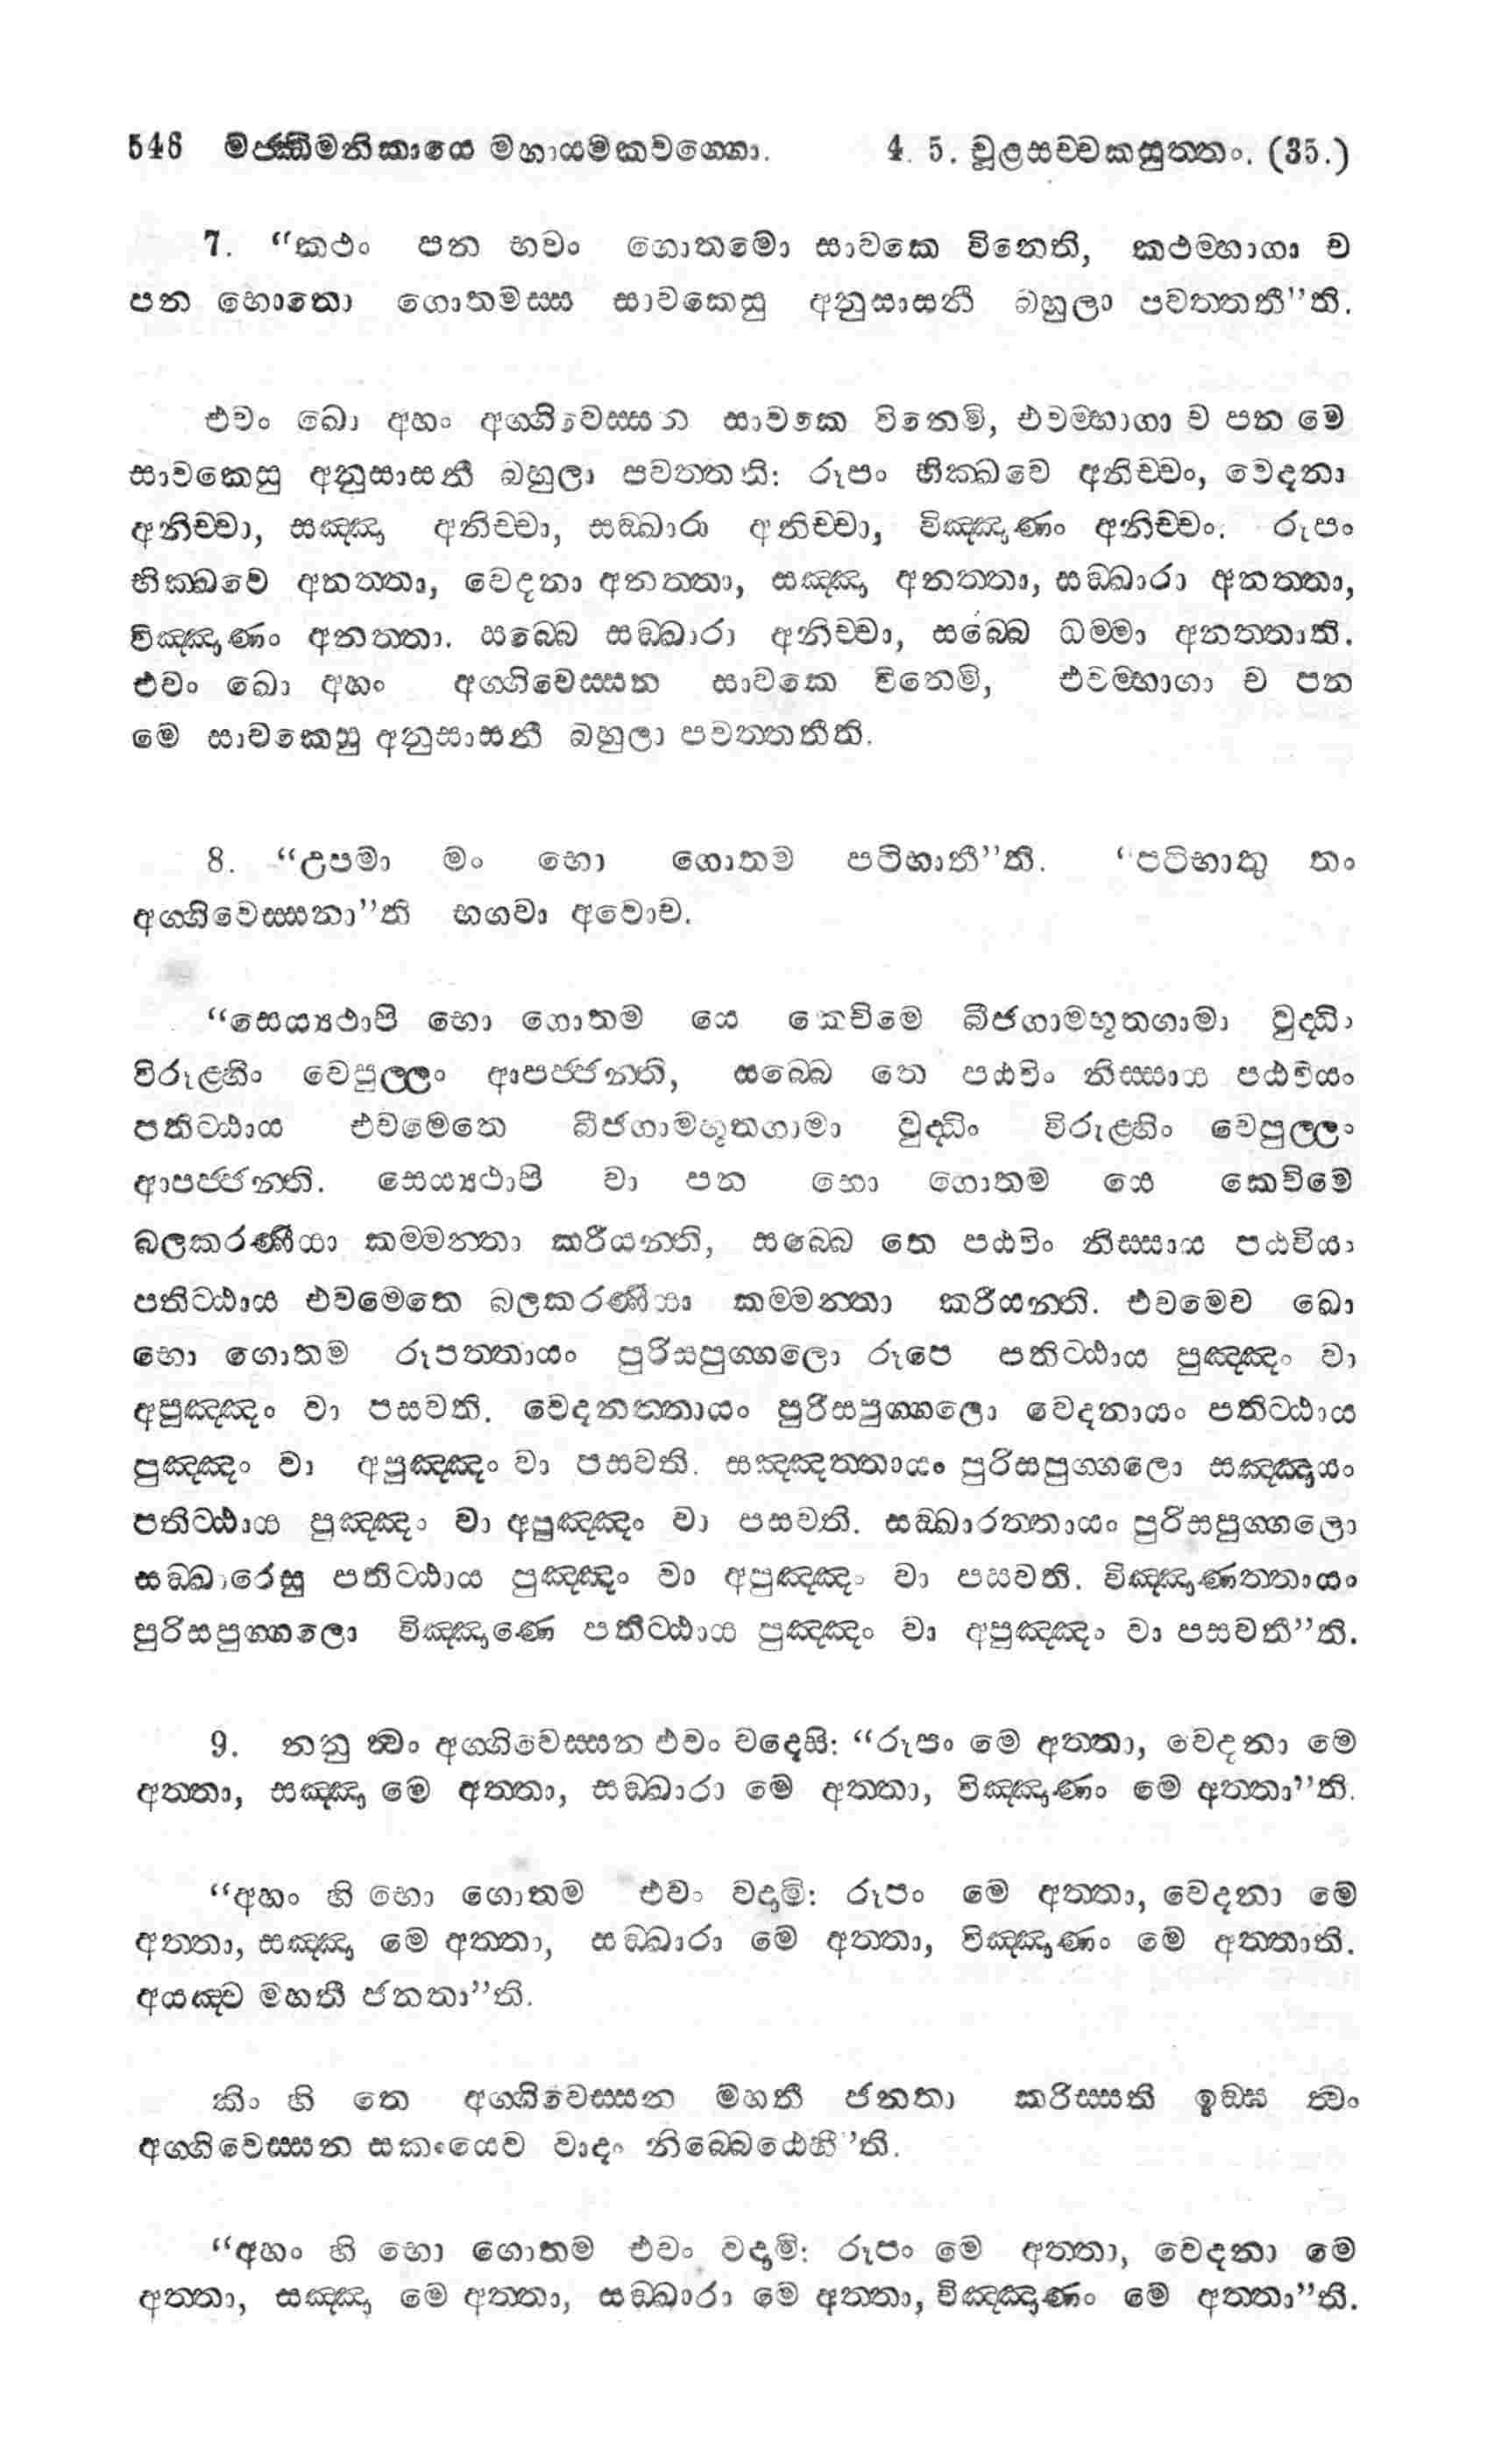 546 මජ්ඣිමනිකායෙ මහායමකවග්ගො. 4. 5. චූළසච්චකසුත්තං. (35.)
7. “කථං පන භවං ගොතමො සාවකෙ විනෙති, කථම්භාගා ච
පන භොතො ගොතමස්ස සාවකෙසු අනුසාසනී බහුලා පවත්තතී”ති.
එවං ඛො අහං අග්ගිවෙස්සන සාවකෙ විනෙමි, එවම්භාගා ච පන මෙ
සාවකෙසු අනුසාසනී බහුලා පවත්තති: රූපං භික්ඛවෙ අනිච්චං, වෙදනා
අනිච්චා, සඤ්ඤා අනිච්චා, සඞ්ඛාරා අනිච්චා, විඤ්ඤාණං අනිච්චං. රූපං
භික්ඛවෙ අනත්තා, වෙදනා අනත්තා, සඤ්ඤා අනත්තා, සඞ්ඛාරා අනත්තා,
විඤ්ඤාණං අනත්තා. සබ්බෙ සඞ්ඛාරා අනිච්චා, සබ්බෙ ධම්මා අනත්තාති.
එවං ඛො අහං අග්ගිවෙස්සන සාවකෙ විනෙමි, එවම්භාගා ච පන
මෙ සාවකෙසු අනුසාසනී බහුලා පවත්තතීති.
8. “උපමා මං භො ගොතම පටිභාතී”ති. “පටිභාතු තං
අග්ගිවෙස්සනා”ති භගවා අවොච.
“සෙය්‍යථාපි භො ගොතම යෙ කෙචිමෙ බීජගාමභූතගාමා වුද්ධිං
විරූළ්හිං වෙපුල්ලං ආපජ්ජන්ති, සබ්බෙ තෙ පඨවිං නිස්සාය පඨවියං
පතිට්ඨාය එවමෙතෙ බීජගාමභූතගාමා වුද්ධිං විරූළ්හිං වෙපුල්ලං
ආපජ්ජන්ති. සෙය්‍යථාපි වා පන භො ගොතම යෙ කෙචිමෙ
බලකරණීයා කම්මන්තා කරීයන්ති, සබ්බෙ තෙ පඨවිං නිස්සාය පඨවියං
පතිට්ඨාය එවමෙතෙ බලකරණීයා කම්මන්තා කරීයන්ති. එවමෙව ඛො
භො ගොතම රූපත්තායං පුරිසපුග්ගලො රූපෙ පතිට්ඨාය පුඤ්ඤං වා
අපුඤ්ඤං වා පසවති. වෙදනත්තායං පුරිසපුග්ගලො වෙදනායං පතිට්ඨාය
පුඤ්ඤං වා අපුඤ්ඤං වා පසවති. සඤ්ඤත්තායං පුරිසපුග්ගලො සඤ්ඤායං
පතිට්ඨාය පුඤ්ඤං වා අපුඤ්ඤං වා පසවති. සඞ්ඛාරත්තායං පුරිසපුග්ගලො
සඞ්ඛාරෙසු පතිට්ඨාය පුඤ්ඤං වා අපුඤ්ඤං වා පසවති. විඤ්ඤාණත්තායං
පුරිසපුග්ගලො විඤ්ඤාණෙ පතිට්ඨාය පුඤ්ඤං වා අපුඤ්ඤං වා පසවතී”ති.
9. නනු ත්වං අග්ගිවෙස්සන එවං වදෙසි: “රූපං මෙ අත්තා, වෙදනා මෙ
අත්තා, සඤ්ඤා මෙ අත්තා, සඞ්ඛාරා මෙ අත්තා, විඤ්ඤාණං මෙ අත්තා”ති.
“අහං හි භො ගොතම එවං වදාමි: රූපං මෙ අත්තා, වෙදනා මෙ
අත්තා, සඤ්ඤා මෙ අත්තා, සඞ්ඛාරා මෙ අත්තා, විඤ්ඤාණං මෙ අත්තාති.
අයඤ්ච මහතී ජනතා”ති.
කිං හි තෙ අග්ගිවෙස්සන මහතී ජනතා කරිස්සති ඉඞ්ඝ ත්වං
අග්ගිවෙස්සන සකංයෙව වාදං නිබ්බෙඨෙහී”ති.
“අහං හි භො ගොතම එවං වදාමි: රූපං මෙ අත්තා, වෙදනා මෙ
අත්තා, සඤ්ඤා මෙ අත්තා, සඞ්ඛාරා මෙ අත්තා, විඤ්ඤාණං මෙ අත්තා”ති.